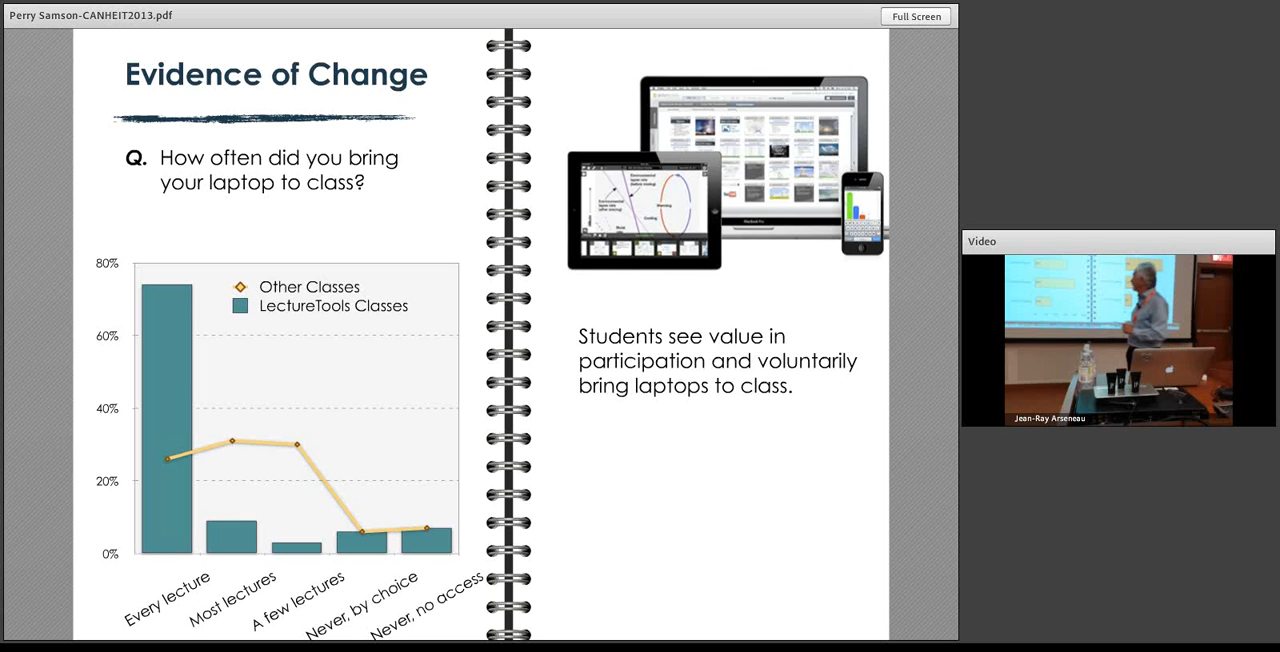 Perry Samson-CANHEIT2013.pdf
Full Screen
Evidence of Change
Q. How often did you bring
your laptop to class?
80%
60%
40%
20%
0%
Other Classes
LectureTools Classes
Every lecture
Most lectures
A few lectures
Never, by choice
Never, no access
Students see value in
participation and voluntarily
bring laptops to class.
Video
Jean-Ray Arseneau